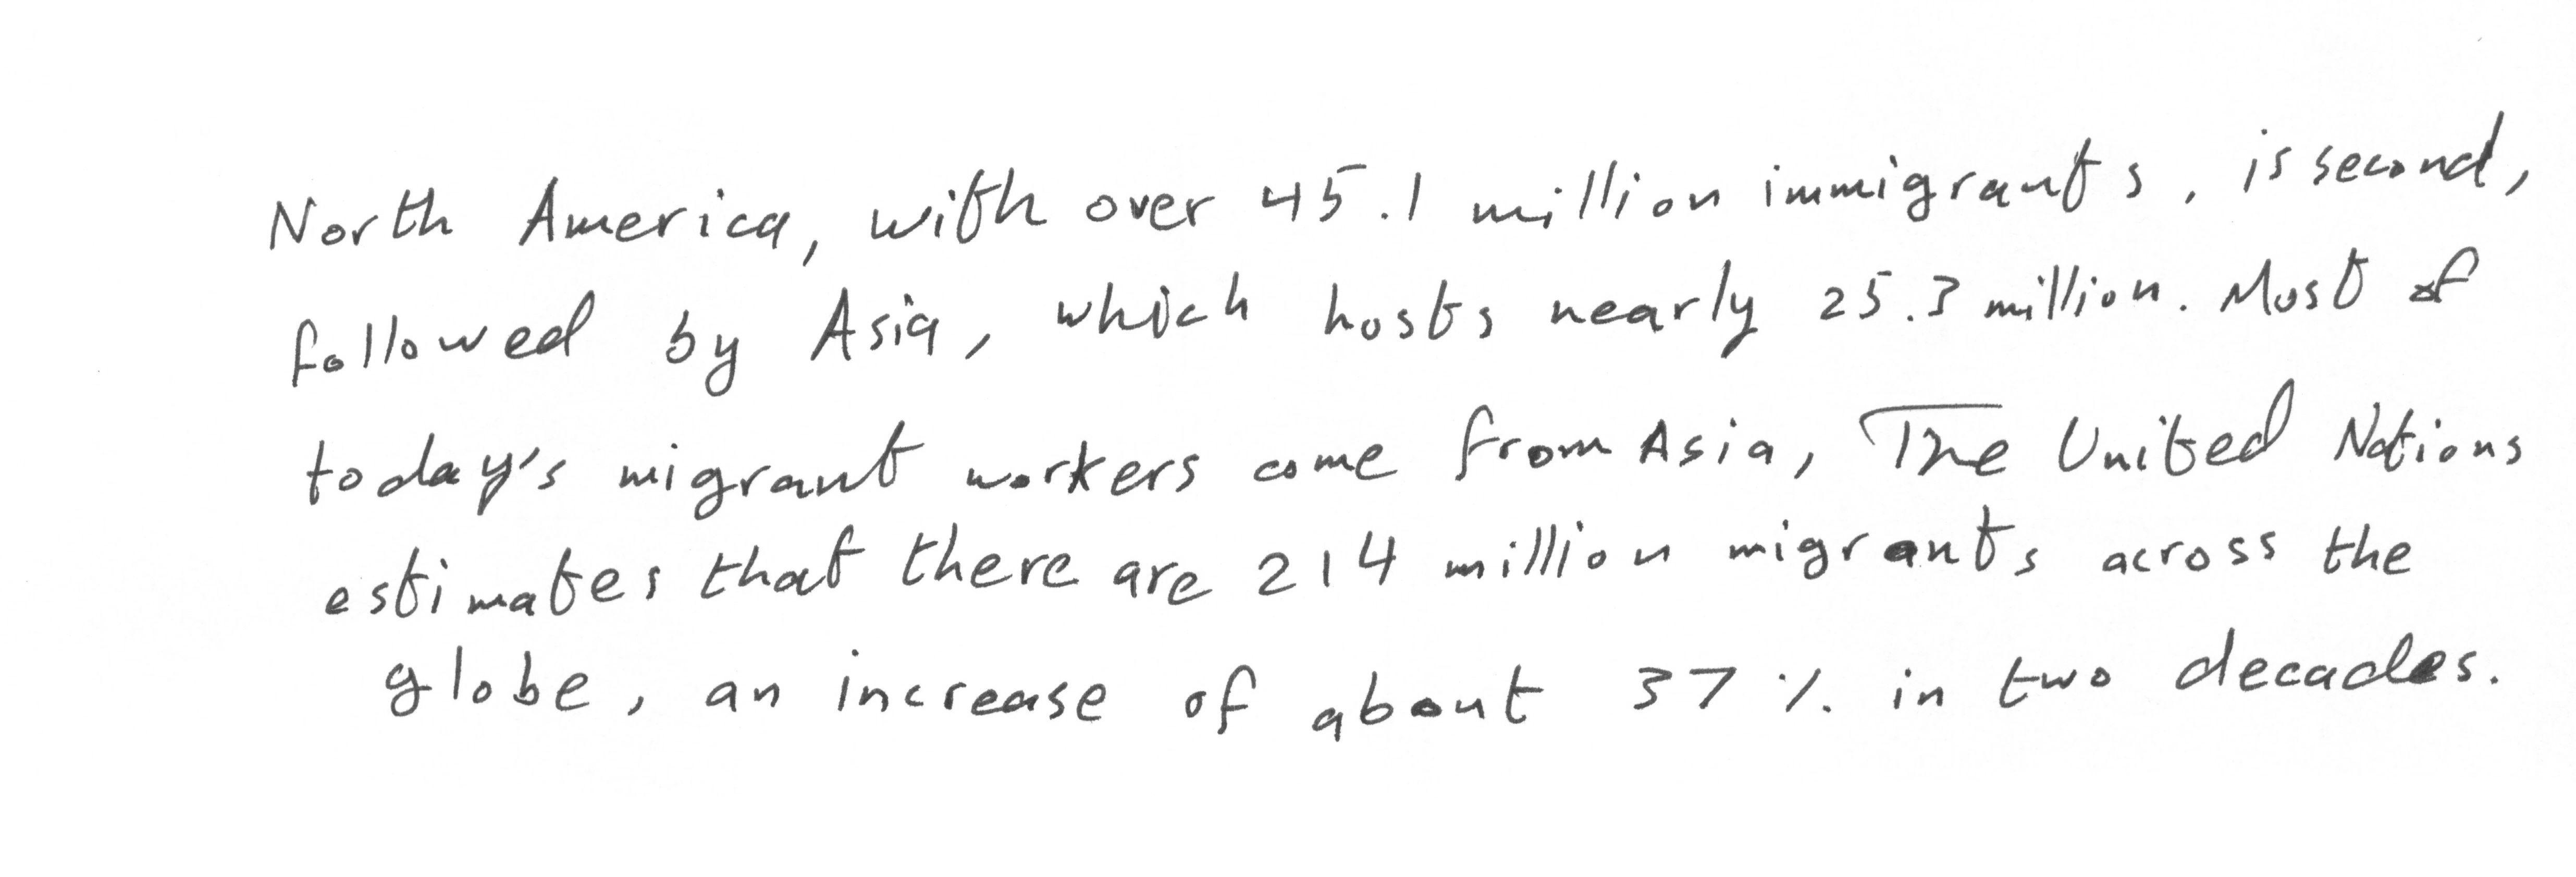 North America, with over 45.1 million immigrants, is second,
followed by Asia, which hosts nearly 25.3 million. Most of
today's migrant workers come from Asia, The United Nations
estimates that there are 214 million migrants across the
globe, an increase of about 37 % in two decades.